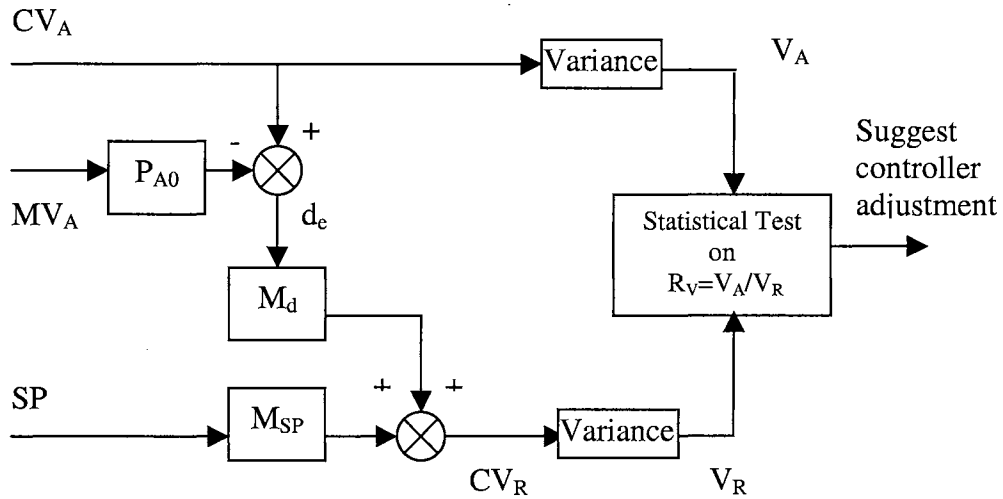 CV_A
Variance
V_A
+
-
P_A0
MV_A
d_e
Suggest
controller
adjustment
Statistical Test
on
R_V=V_A/V_R
M_d
+ +
SP
M_SP
Variance
CV_R
V_R